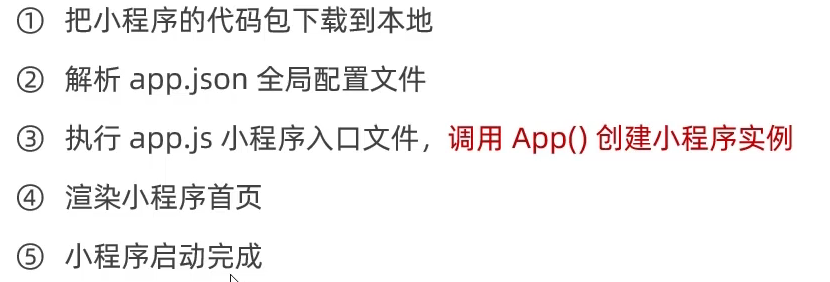 ① 把小程序的代码包下载到本地
② 解析 app.json 全局配置文件
③ 执行 app.js 小程序入口文件，调用 App() 创建小程序实例
④ 渲染小程序首页
⑤ 小程序启动完成